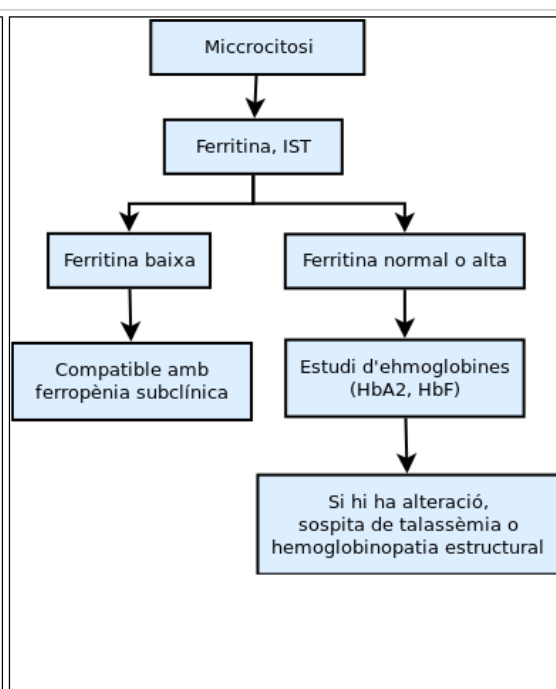 Miccrocitosi
Ferritina, IST
Ferritina baixa
Ferritina normal o alta
Compatible amb
ferropènia subclínica
Estudi d'ehmoglobines
(HbA2, HbF)
Si hi ha alteració,
sospita de talassèmia o
hemoglobinopatia estructural